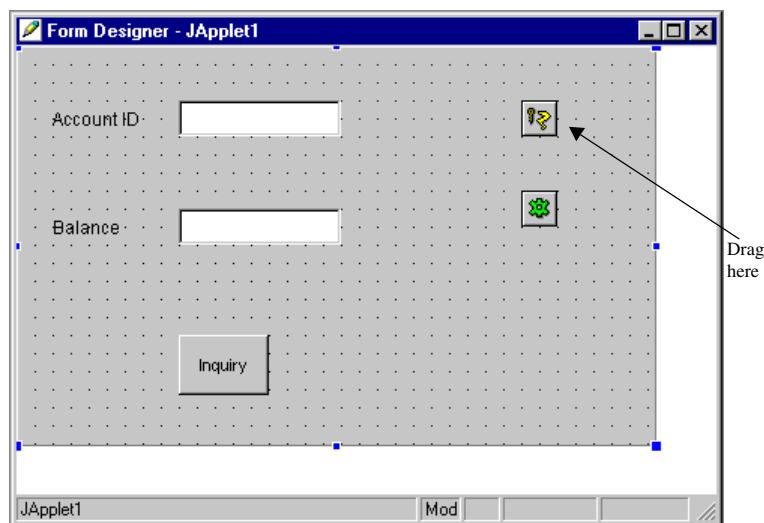 Form Designer - JApplet1
Account ID
Balance
Drag
here
Inquiry
JApplet1 Mod